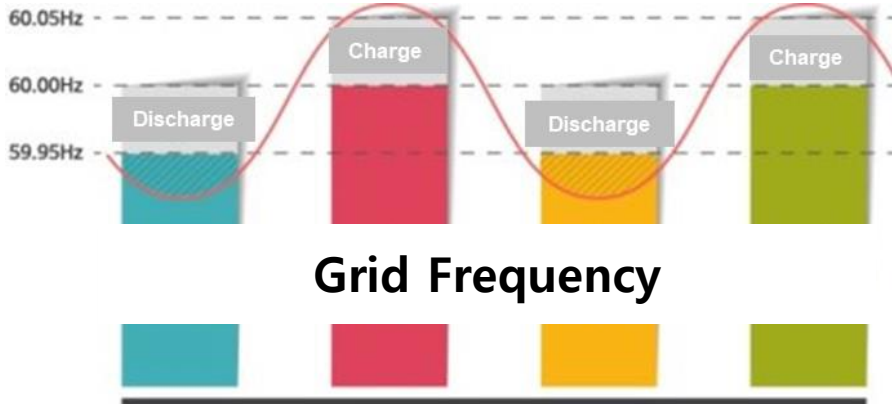 60.05Hz
Charge
Charge
60.00Hz
Discharge
Discharge
59.95Hz
Grid Frequency